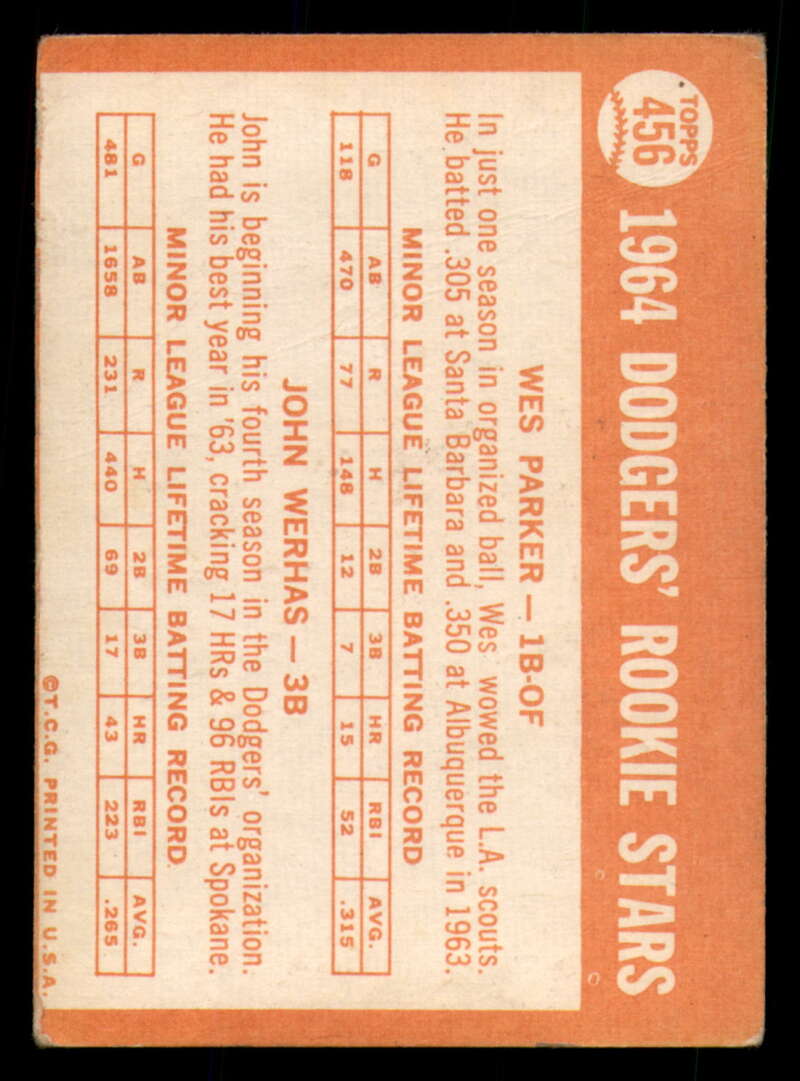 TOPPS
456
1964 DODGERS' ROOKIE STARS
WES PARKER — 1B-OF
In just one season in organized ball, Wes wowed the L.A. scouts.
He batted .305 at Santa Barbara and .350 at Albuquerque in 1963.
MINOR LEAGUE LIFETIME BATTING RECORD
G AB R H 2B 3B HR RBI AVG.
118 470 77 148 12 7 15 52 .315
JOHN WERHAS — 3B
John is beginning his fourth season in the Dodgers' organization.
He had his best year in '63, cracking 17 HRs & 96 RBIs at Spokane.
MINOR LEAGUE LIFETIME BATTING RECORD
G AB R H 2B 3B HR RBI AVG.
481 1658 231 440 69 17 43 223 .265
©T.C.G. PRINTED IN U.S.A.